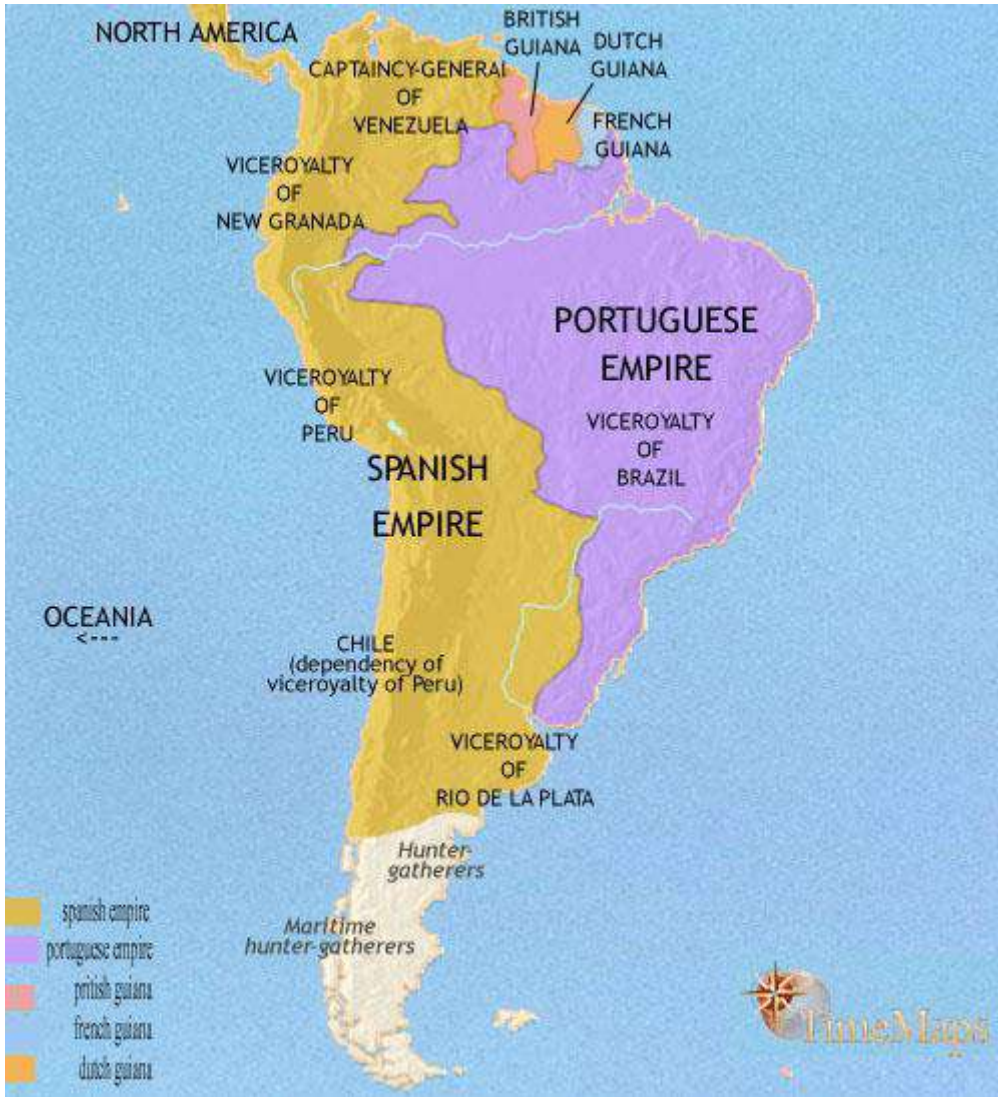 NORTH AMERICA
BRITISH
GUIANA
DUTCH
GUIANA
CAPTAINCY-GENERAL
OF
VENEZUELA
FRENCH
GUIANA
VICEROYALTY
OF
NEW GRANADA
PORTUGUESE
EMPIRE
VICEROYALTY
OF
PERU
VICEROYALTY
OF
BRAZIL
SPANISH
EMPIRE
OCEANIA
<---
CHILE
(dependency of
viceroyalty of Peru)
VICEROYALTY
OF
RIO DE LA PLATA
Hunter-
gatherers
Maritime
hunter-gatherers
spanish empire
portuguese empire
pritish guiana
french guiana
dutch guiana
TimeMaps